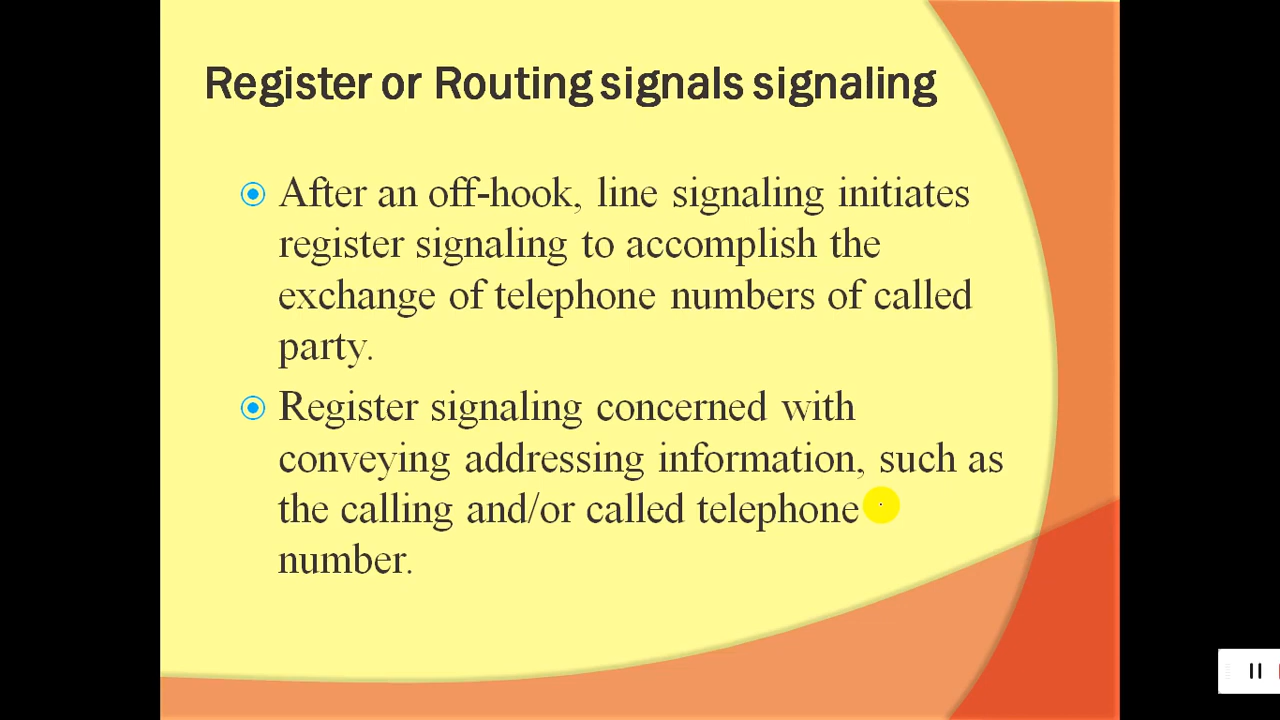 Register or Routing signals signaling
After an off-hook, line signaling initiates
register signaling to accomplish the
exchange of telephone numbers of called
party.
Register signaling concerned with
conveying addressing information, such as
the calling and/or called telephone
number.